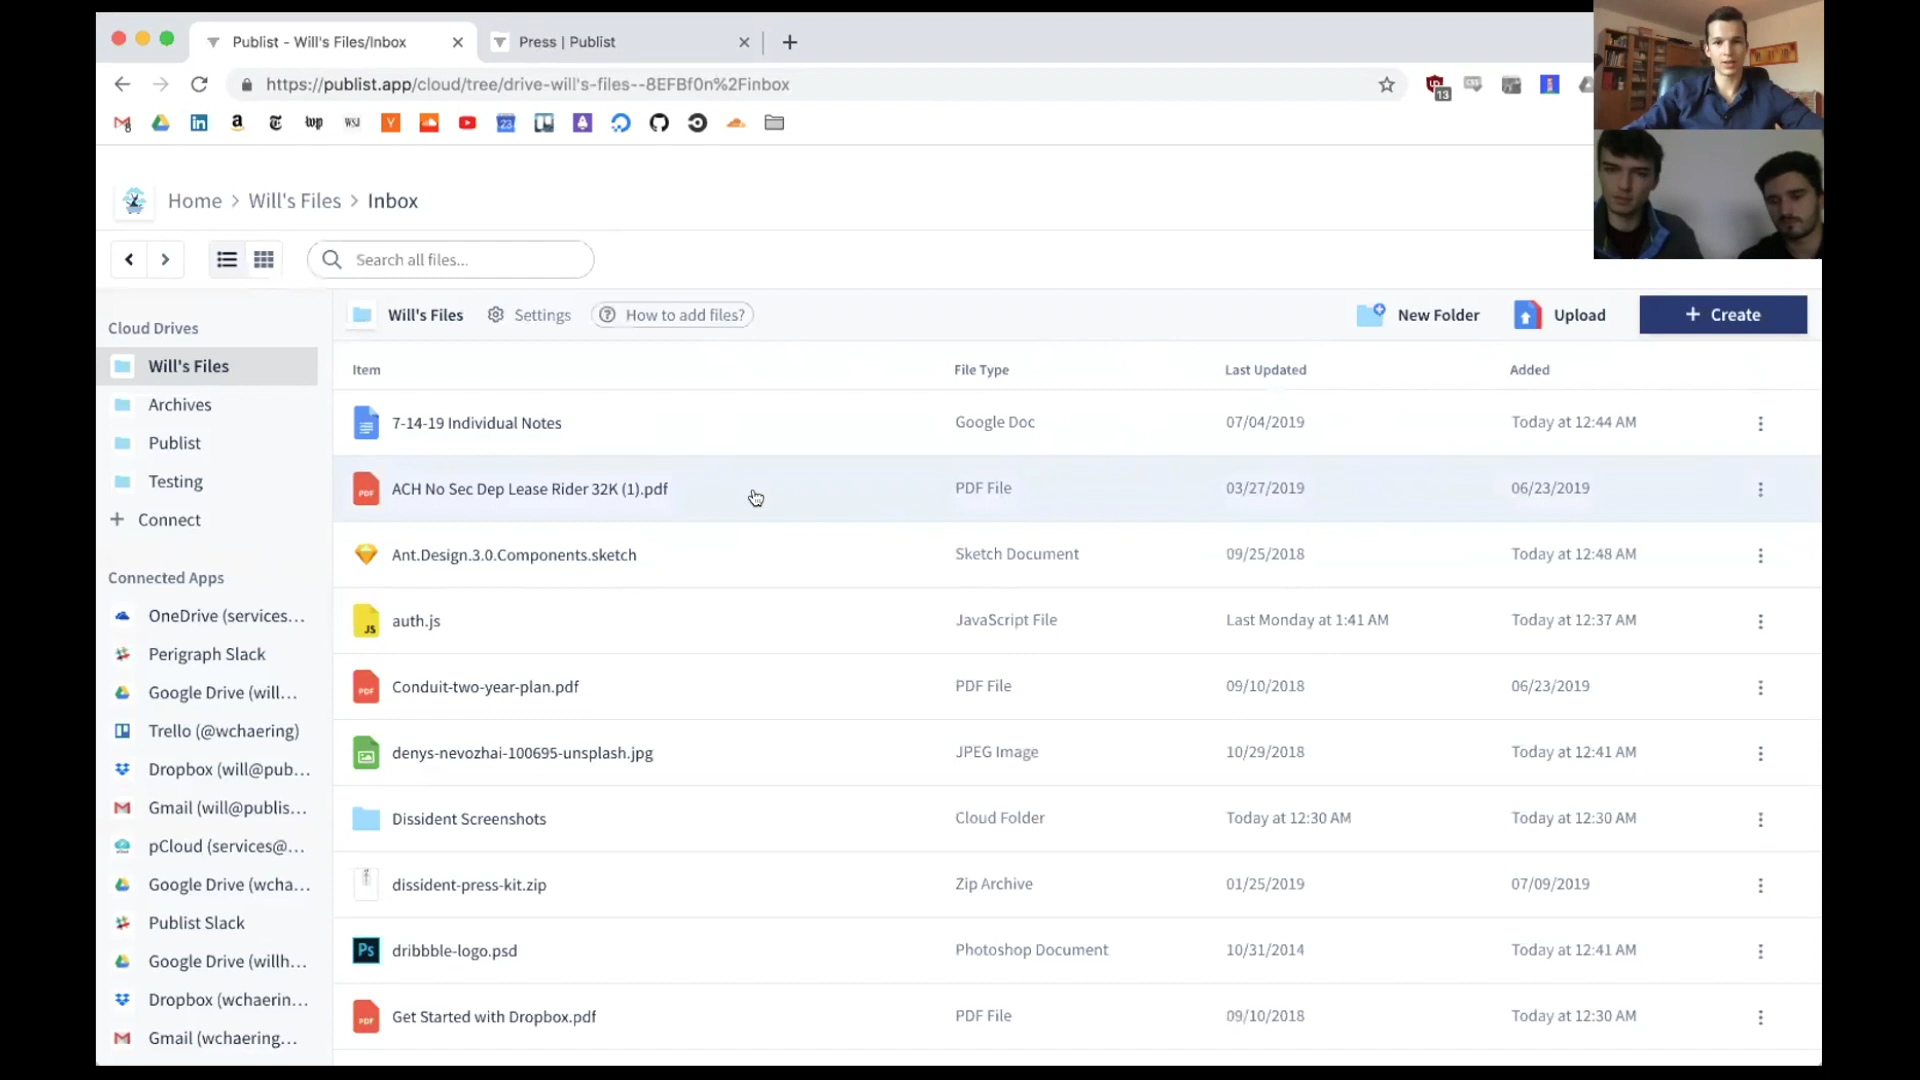 Publist - Will's Files/Inbox
Press | Publist
https://publist.app/cloud/tree/drive-will's-files--8EFBf0n%2Finbox
13
a
wp
WSJ
Y
23
Home > Will's Files > Inbox
Search all files...
Cloud Drives
Will's Files
Archives
Publist
Testing
+ Connect
Connected Apps
OneDrive (services...
Perigraph Slack
Google Drive (will...
Trello (@wchaering)
Dropbox (will@pub...
Gmail (will@publis...
pCloud (services@...
Google Drive (wcha...
Publist Slack
Google Drive (willh...
Dropbox (wchaerin...
Gmail (wchaering...
Will's Files Settings ? How to add files? New Folder Upload + Create
Item File Type Last Updated Added
7-14-19 Individual Notes Google Doc 07/04/2019 Today at 12:44 AM
PDF ACH No Sec Dep Lease Rider 32K (1).pdf PDF File 03/27/2019 06/23/2019
Ant.Design.3.0.Components.sketch Sketch Document 09/25/2018 Today at 12:48 AM
JS auth.js JavaScript File Last Monday at 1:41 AM Today at 12:37 AM
PDF Conduit-two-year-plan.pdf PDF File 09/10/2018 06/23/2019
denys-nevozhai-100695-unsplash.jpg JPEG Image 10/29/2018 Today at 12:41 AM
Dissident Screenshots Cloud Folder Today at 12:30 AM Today at 12:30 AM
dissident-press-kit.zip Zip Archive 01/25/2019 07/09/2019
Ps dribbble-logo.psd Photoshop Document 10/31/2014 Today at 12:41 AM
PDF Get Started with Dropbox.pdf PDF File 09/10/2018 Today at 12:30 AM